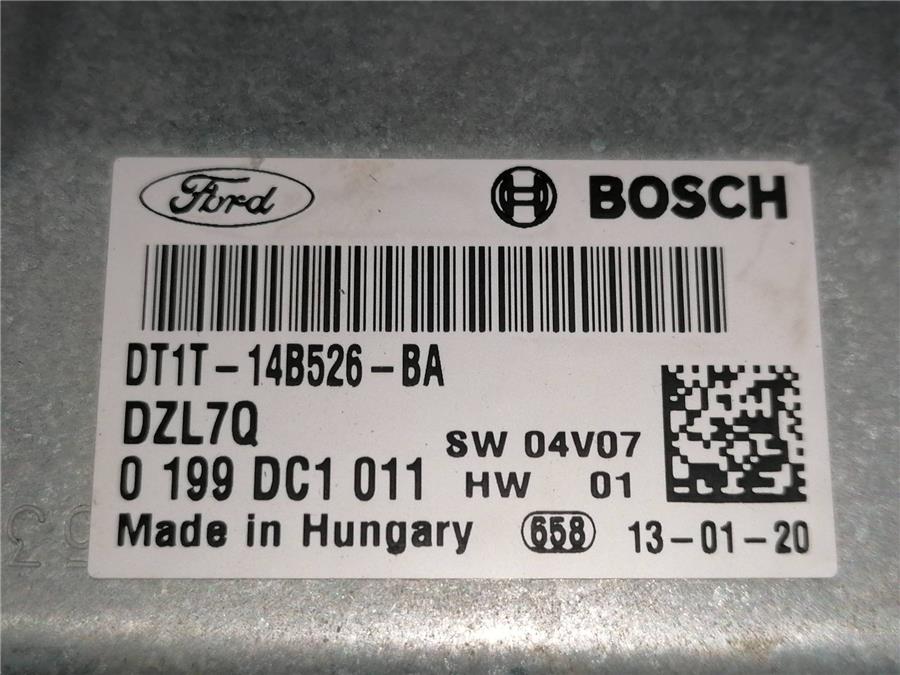 Ford BOSCH
DT1T-14B526-BA
DZL7Q
SW 04V07
0 199 DC1 011 HW 01
Made in Hungary 658 13-01-20